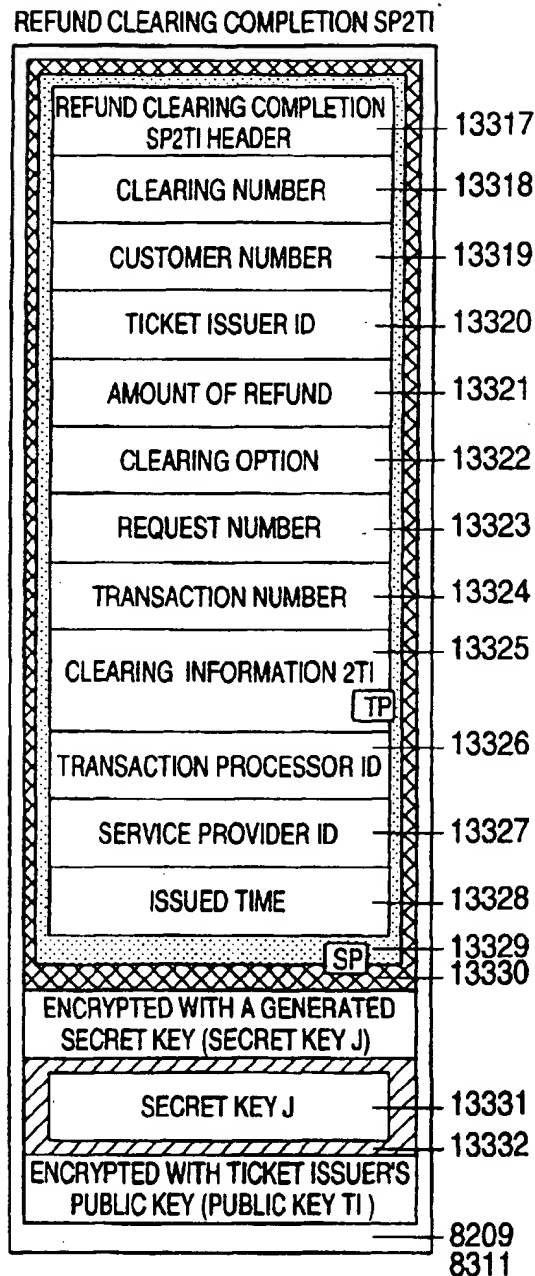 REFUND CLEARING COMPLETION SP2TI
REFUND CLEARING COMPLETION
SP2TI HEADER
13317
CLEARING NUMBER
13318
CUSTOMER NUMBER
13319
TICKET ISSUER ID
13320
AMOUNT OF REFUND
13321
CLEARING OPTION
13322
REQUEST NUMBER
13323
TRANSACTION NUMBER
13324
13325
CLEARING INFORMATION 2TI
TP
13326
TRANSACTION PROCESSOR ID
SERVICE PROVIDER ID
13327
ISSUED TIME
13328
13329
SP
13330
ENCRYPTED WITH A GENERATED
SECRET KEY (SECRET KEY J)
SECRET KEY J
13331
13332
ENCRYPTED WITH TICKET ISSUER'S
PUBLIC KEY (PUBLIC KEY TI )
8209
8311